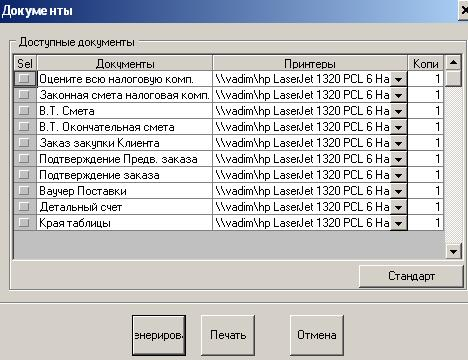 Документы
Доступные документы
Sel Документы Принтеры Копи
Оцените всю налоговую комп. \\vadim\hp LaserJet 1320 PCL 6 На 1
Законная смета налоговая комп. \\vadim\hp LaserJet 1320 PCL 6 На 1
В.Т. Смета \\vadim\hp LaserJet 1320 PCL 6 На 1
В.Т. Окончательная смета \\vadim\hp LaserJet 1320 PCL 6 На 1
Заказ закупки Клиента \\vadim\hp LaserJet 1320 PCL 6 На 1
Подтверждение Предв. заказа \\vadim\hp LaserJet 1320 PCL 6 На 1
Подтверждение заказа \\vadim\hp LaserJet 1320 PCL 6 На 1
Ваучер Поставки \\vadim\hp LaserJet 1320 PCL 6 На 1
Детальный счет \\vadim\hp LaserJet 1320 PCL 6 На 1
Края таблицы \\vadim\hp LaserJet 1320 PCL 6 На 1
Стандарт
энерирова Печать Отмена